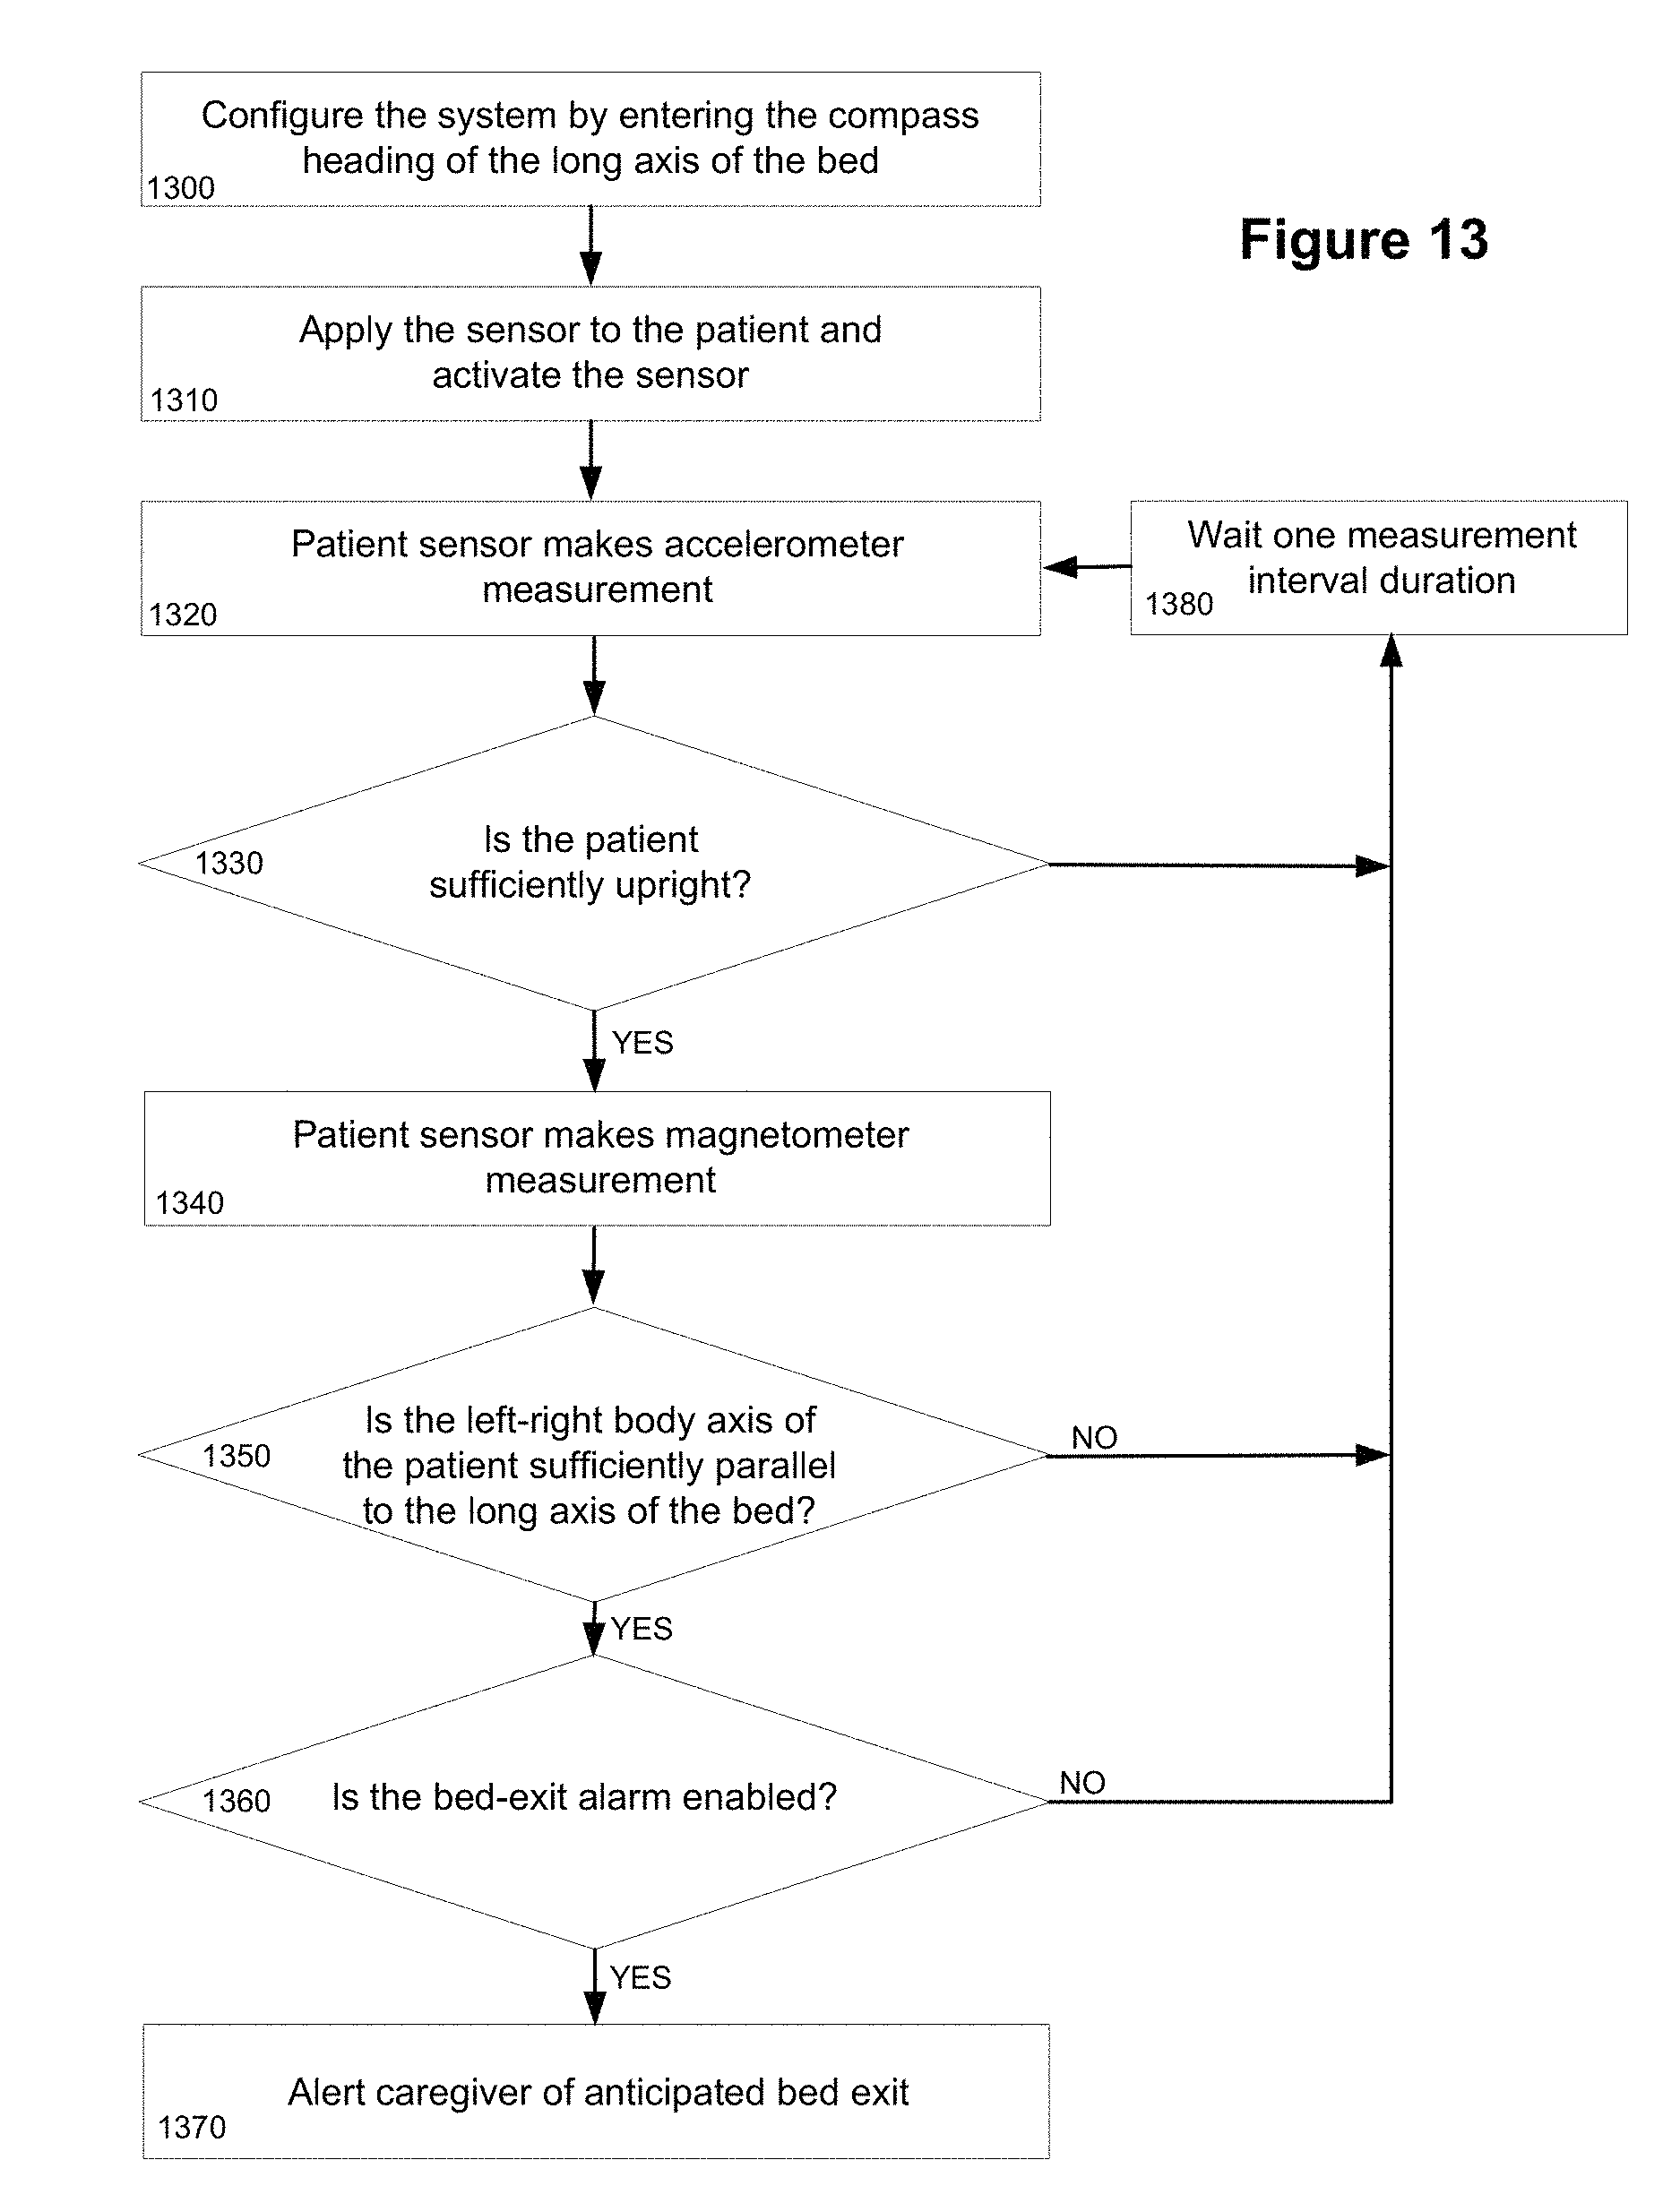 Configure the system by entering the compass
heading of the long axis of the bed
1300
Figure 13
Apply the sensor to the patient and
activate the sensor
1310
Patient sensor makes accelerometer
measurement
1320
Wait one measurement
interval duration
1380
Is the patient
sufficiently upright?
1330
YES
Patient sensor makes magnetometer
measurement
1340
Is the left-right body axis of
the patient sufficiently parallel
to the long axis of the bed?
1350
NO
YES
Is the bed-exit alarm enabled?
1360
NO
YES
Alert caregiver of anticipated bed exit
1370